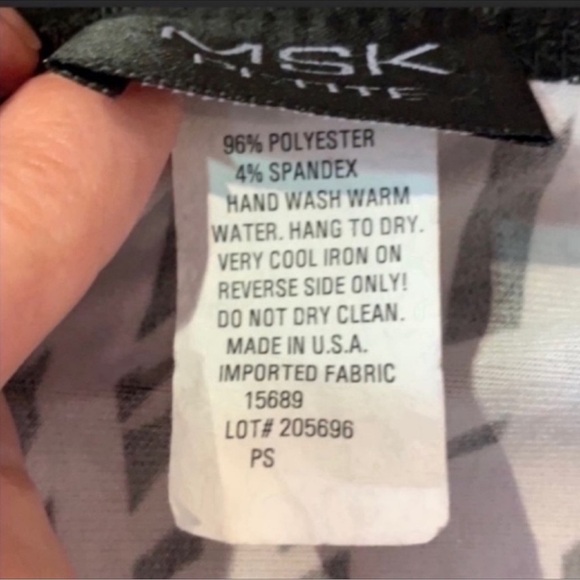 MSK
PETITE
96% POLYESTER
4% SPANDEX
HAND WASH WARM
WATER. HANG TO DRY.
VERY COOL IRON ON
REVERSE SIDE ONLY!
DO NOT DRY CLEAN.
MADE IN U.S.A.
IMPORTED FABRIC
15689
LOT# 205696
PS